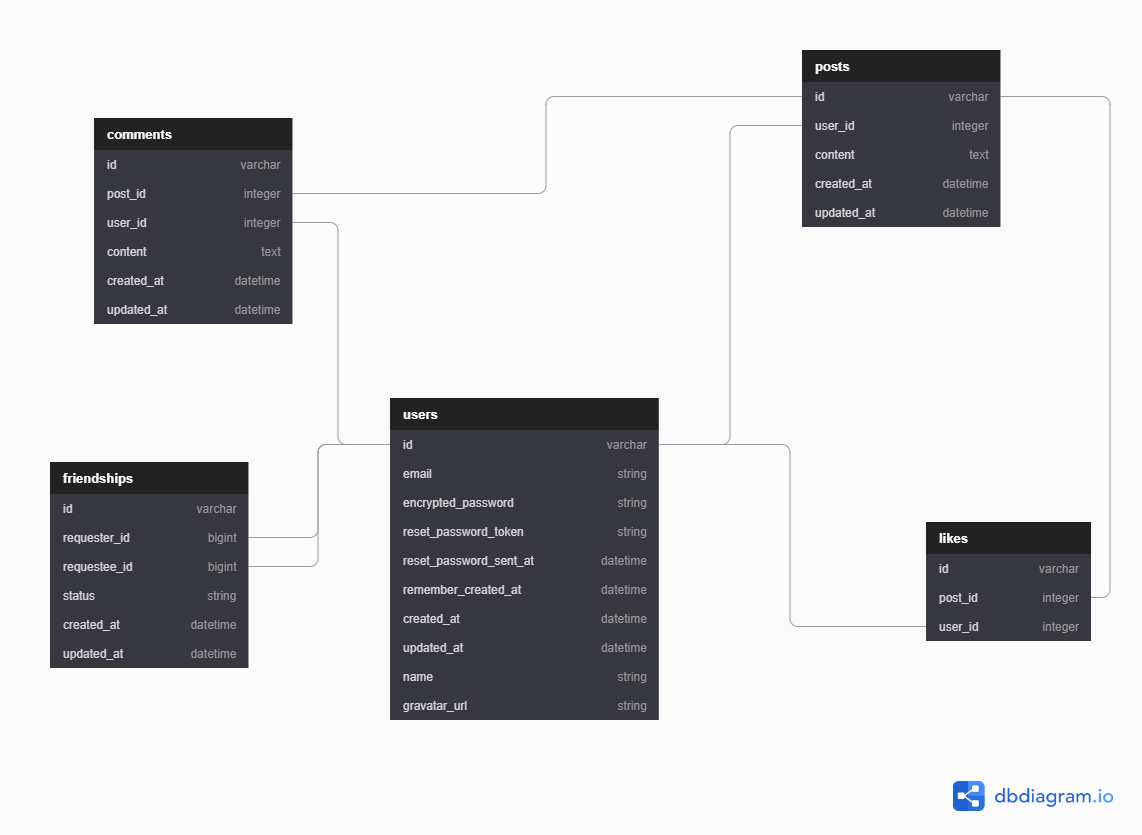 posts
id varchar
user_id integer
content text
created_at datetime
updated_at datetime
comments
id varchar
post_id integer
user_id integer
content text
created_at datetime
updated_at datetime
users
id varchar
email string
encrypted_password string
reset_password_token string
reset_password_sent_at datetime
remember_created_at datetime
created_at datetime
updated_at datetime
name string
gravatar_url string
friendships
id varchar
requester_id bigint
requestee_id bigint
status string
created_at datetime
updated_at datetime
likes
id varchar
post_id integer
user_id integer
dbdiagram.io